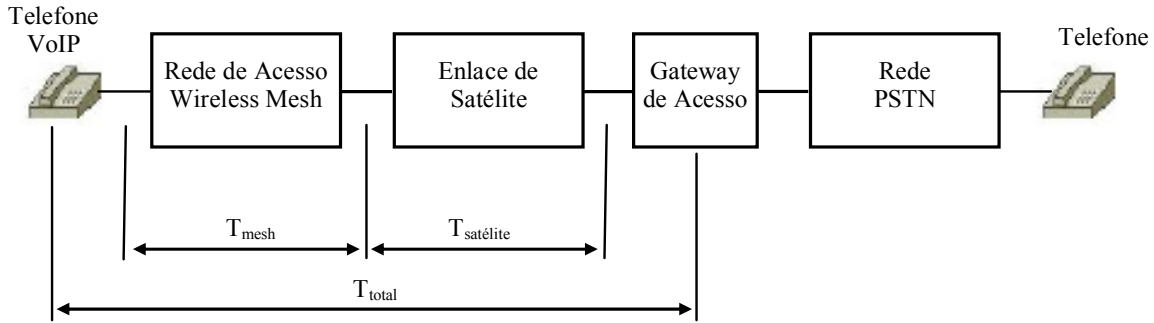 Telefone
VoIP
Rede de Acesso
Wireless Mesh
Enlace de
Satélite
Gateway
de Acesso
Rede
PSTN
Telefone
Tmesh
Tsatélite
Ttotal